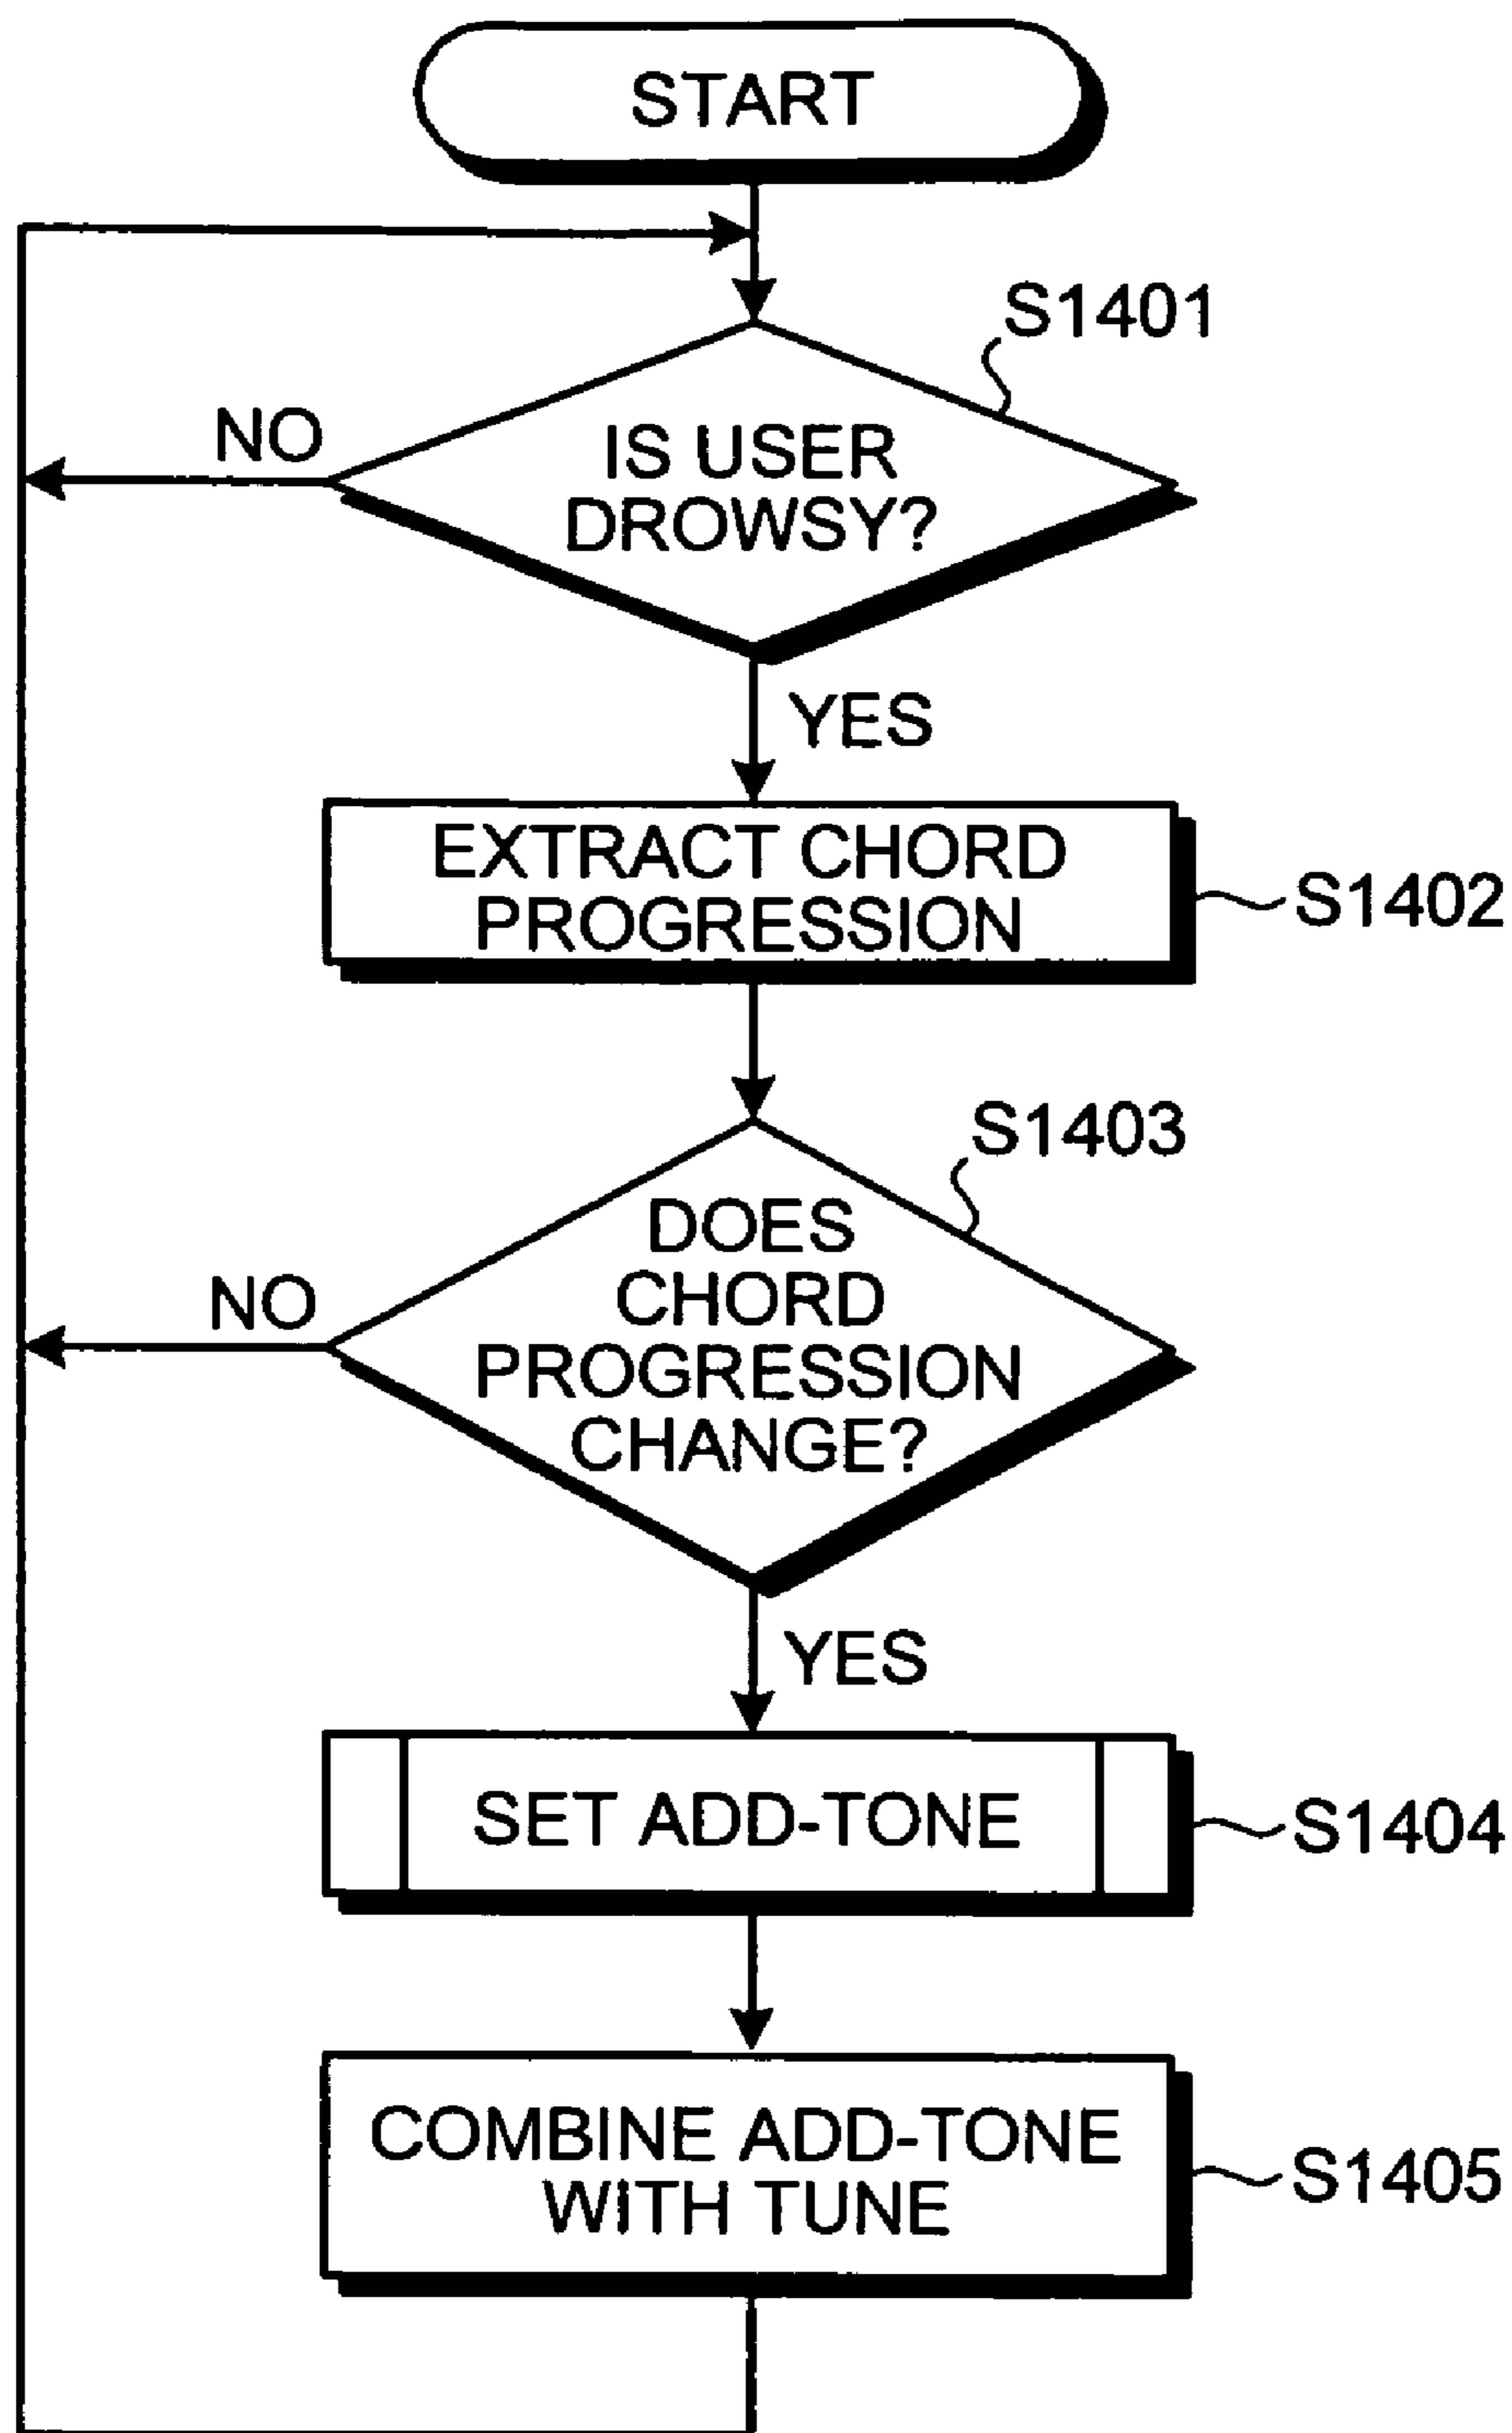 START
S1401
NO
IS USER
DROWSY?
YES
EXTRACT CHORD
PROGRESSION
S1402
S1403
DOES
CHORD
PROGRESSION
CHANGE?
NO
YES
SET ADD-TONE
S1404
COMBINE ADD-TONE
WITH TUNE
S1405